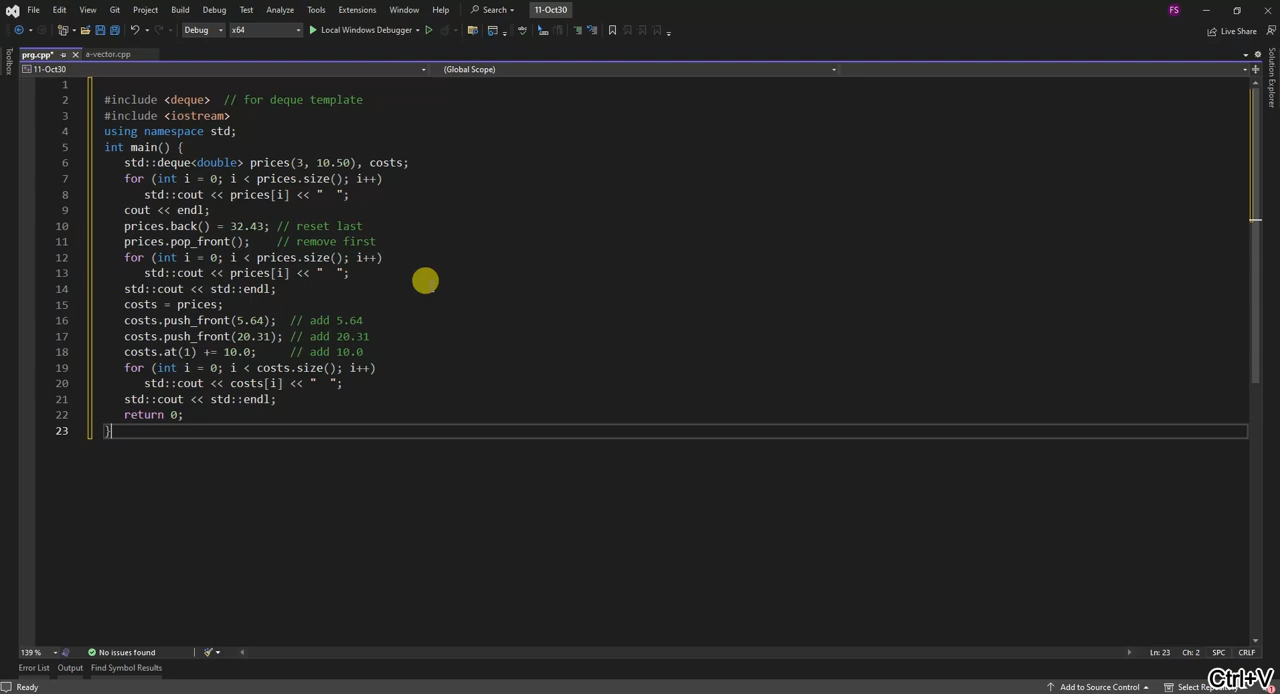 File Edit View Git Project Build Debug Test Analyze Tools Extensions Window Help Search 11-Oct30 FS
Debug x64 Local Windows Debugger Live Share
prg.cpp* a-vector.cpp
11-Oct30 (Global Scope)
Toolbox
Solution Explorer
1
2 #include <deque>  // for deque template
3 #include <iostream>
4 using namespace std;
5 int main() {
6    std::deque<double> prices(3, 10.50), costs;
7    for (int i = 0; i < prices.size(); i++)
8       std::cout << prices[i] << "  ";
9    cout << endl;
10    prices.back() = 32.43; // reset last
11    prices.pop_front();    // remove first
12    for (int i = 0; i < prices.size(); i++)
13       std::cout << prices[i] << "  ";
14    std::cout << std::endl;
15    costs = prices;
16    costs.push_front(5.64);  // add 5.64
17    costs.push_front(20.31); // add 20.31
18    costs.at(1) += 10.0;     // add 10.0
19    for (int i = 0; i < costs.size(); i++)
20       std::cout << costs[i] << "  ";
21    std::cout << std::endl;
22    return 0;
23 }
139 % No issues found Ln: 23 Ch: 2 SPC CRLF
Error List Output Find Symbol Results
Ready Add to Source Control Select Repository
Ctrl+V